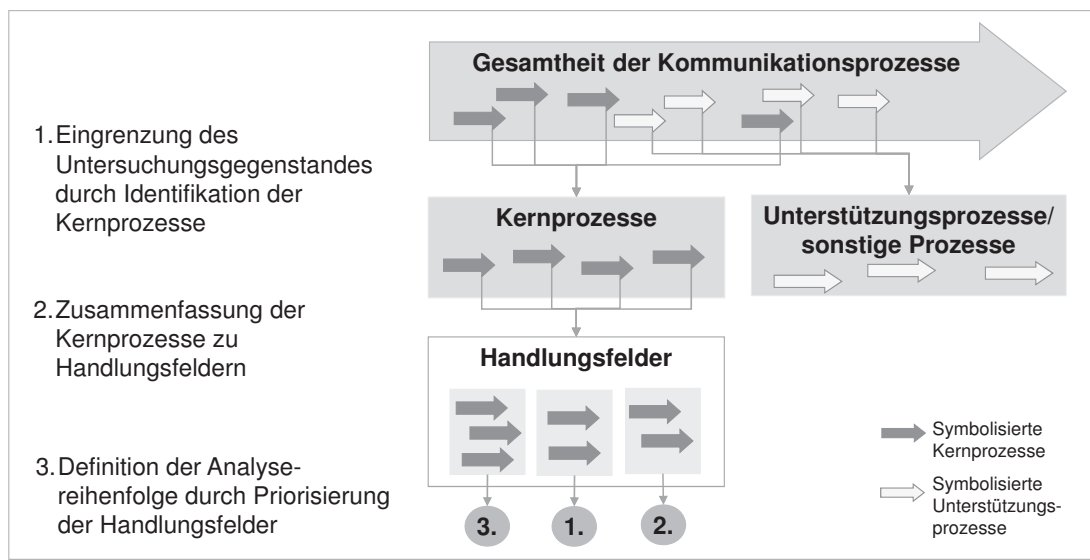 Gesamtheit der Kommunikationsprozesse
1. Eingrenzung des
Untersuchungsgegenstandes
durch Identifikation der
Kernprozesse
Kernprozesse
Unterstützungsprozesse/
sonstige Prozesse
2. Zusammenfassung der
Kernprozesse zu
Handlungsfeldern
Handlungsfelder
3. Definition der Analyse-
reihenfolge durch Priorisierung
der Handlungsfelder
3.
1.
2.
Symbolisierte
Kernprozesse
Symbolisierte
Unterstützungs-
prozesse